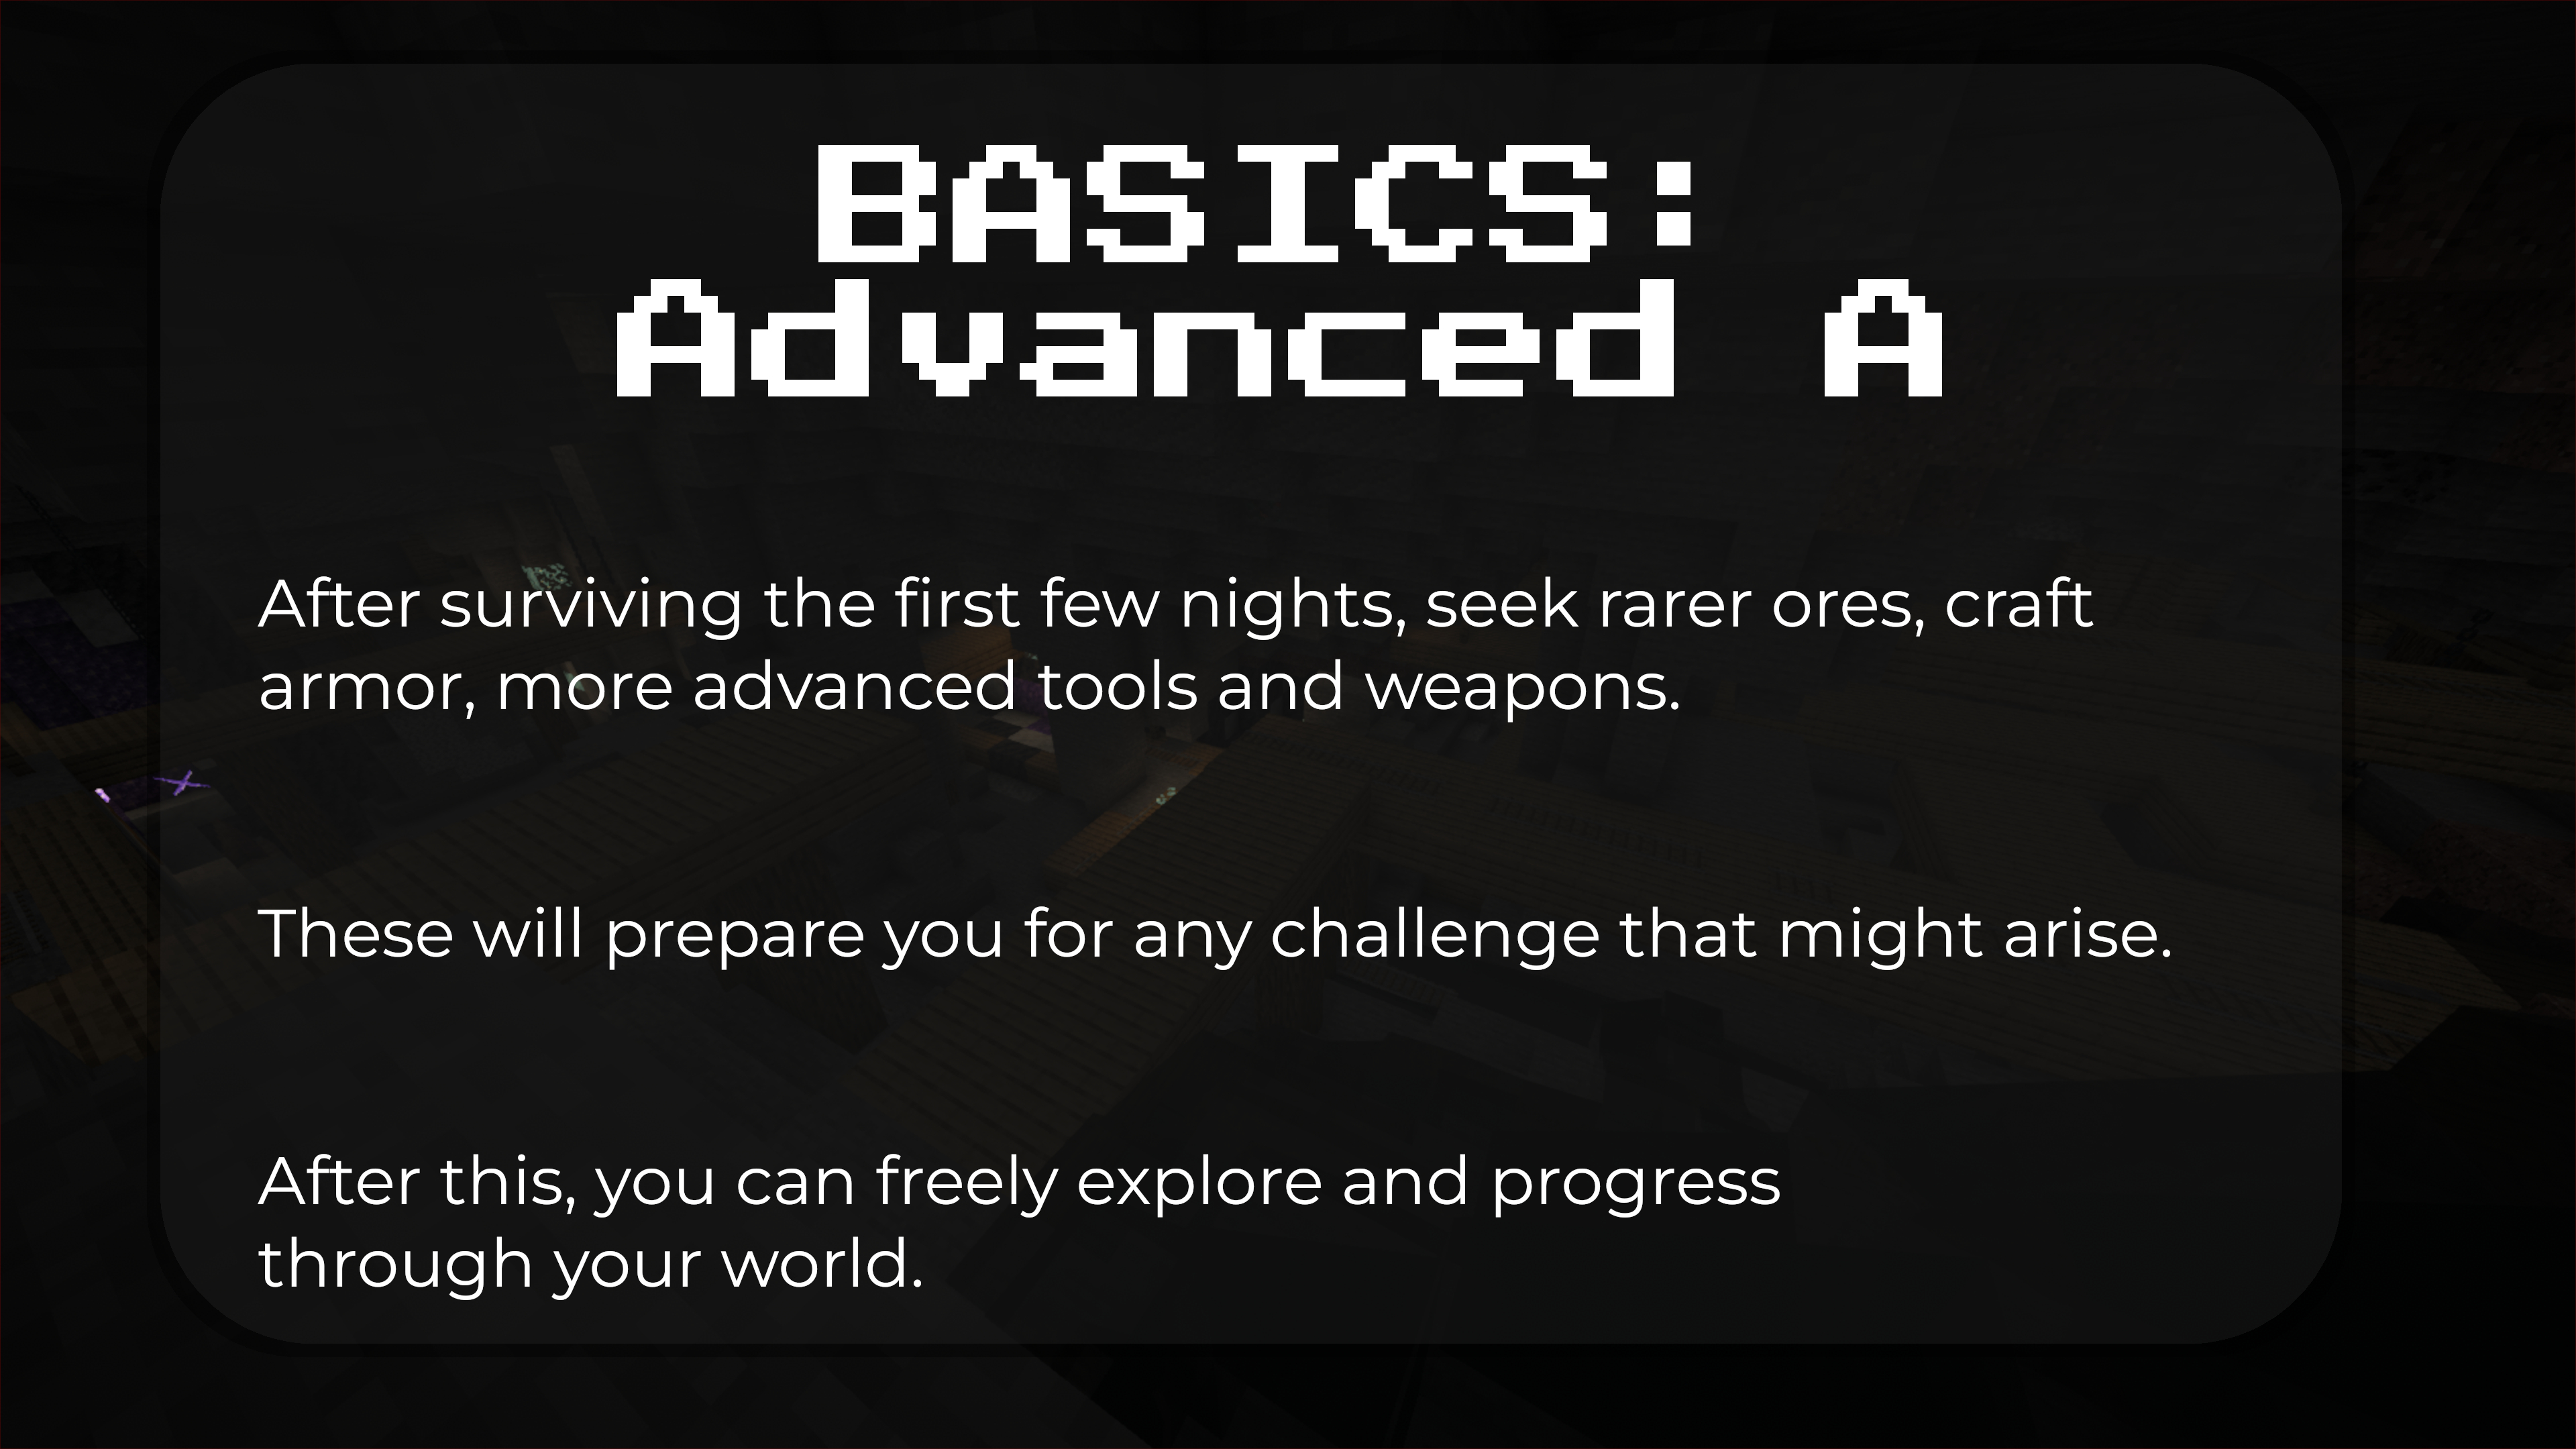 BASICS:
Advanced A
After surviving the first few nights, seek rarer ores, craft
armor, more advanced tools and weapons.
These will prepare you for any challenge that might arise.
After this, you can freely explore and progress
through your world.